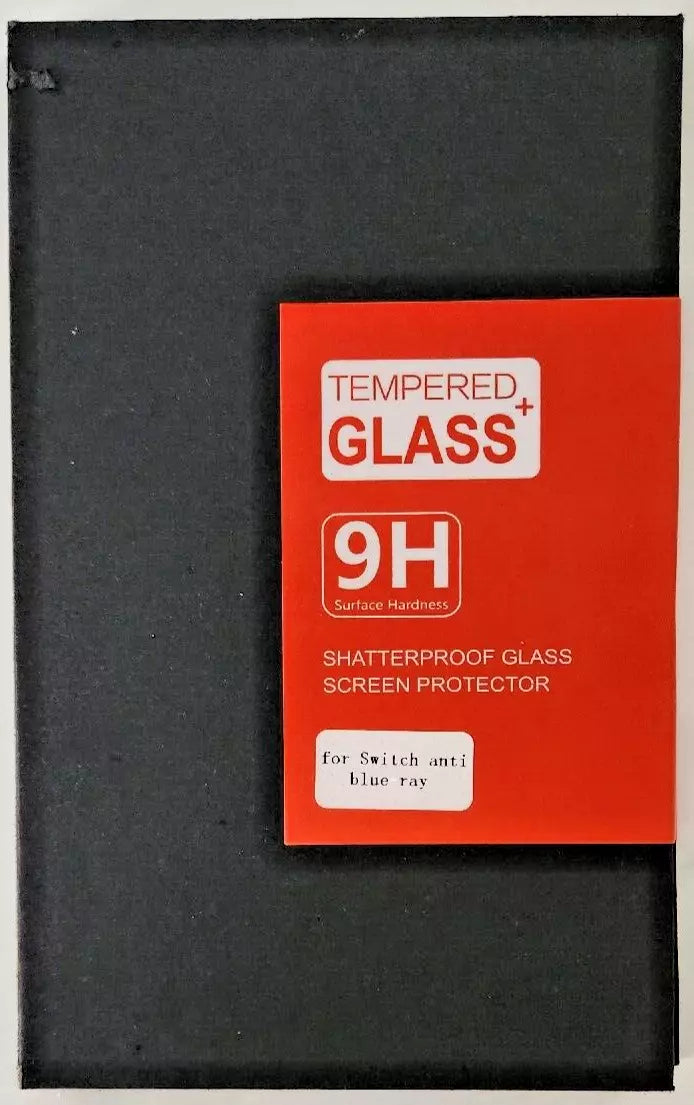 TEMPERED+
GLASS
9H
Surface Hardness
SHATTERPROOF GLASS
SCREEN PROTECTOR
for Switch anti
blue ray